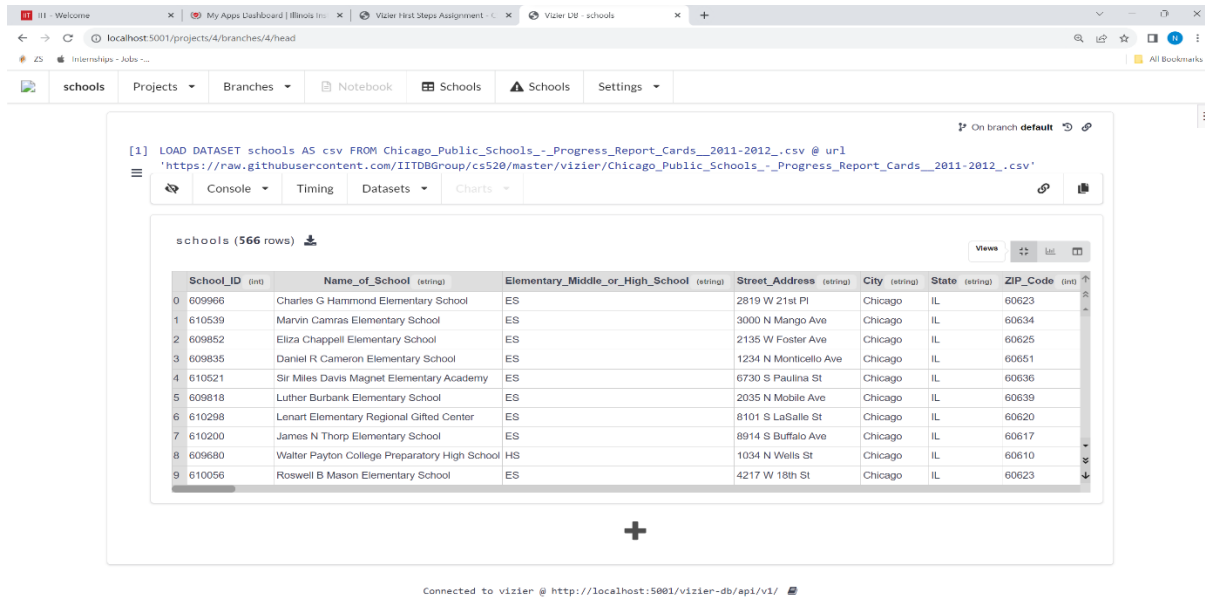 IIT - Welcome
My Apps Dashboard | Illinois Ins
Vizier First Steps Assignment - C
Vizier DB - schools
localhost:5001/projects/4/branches/4/head
N
ZS
Internships - Jobs -...
All Bookmarks
schools Projects Branches Notebook Schools Schools Settings
On branch default
[1] LOAD DATASET schools AS csv FROM Chicago_Public_Schools_-_Progress_Report_Cards__2011-2012_.csv @ url
'https://raw.githubusercontent.com/IITDBGroup/cs520/master/vizier/Chicago_Public_Schools_-_Progress_Report_Cards__2011-2012_.csv'
Console Timing Datasets Charts
schools (566 rows)
Views
School_ID (int) Name_of_School (string) Elementary_Middle_or_High_School (string) Street_Address (string) City (string) State (string) ZIP_Code (int)
0 609966 Charles G Hammond Elementary School ES 2819 W 21st Pl Chicago IL 60623
1 610539 Marvin Camras Elementary School ES 3000 N Mango Ave Chicago IL 60634
2 609852 Eliza Chappell Elementary School ES 2135 W Foster Ave Chicago IL 60625
3 609835 Daniel R Cameron Elementary School ES 1234 N Monticello Ave Chicago IL 60651
4 610521 Sir Miles Davis Magnet Elementary Academy ES 6730 S Paulina St Chicago IL 60636
5 609818 Luther Burbank Elementary School ES 2035 N Mobile Ave Chicago IL 60639
6 610298 Lenart Elementary Regional Gifted Center ES 8101 S LaSalle St Chicago IL 60620
7 610200 James N Thorp Elementary School ES 8914 S Buffalo Ave Chicago IL 60617
8 609680 Walter Payton College Preparatory High School HS 1034 N Wells St Chicago IL 60610
9 610056 Roswell B Mason Elementary School ES 4217 W 18th St Chicago IL 60623
Connected to vizier @ http://localhost:5001/vizier-db/api/v1/